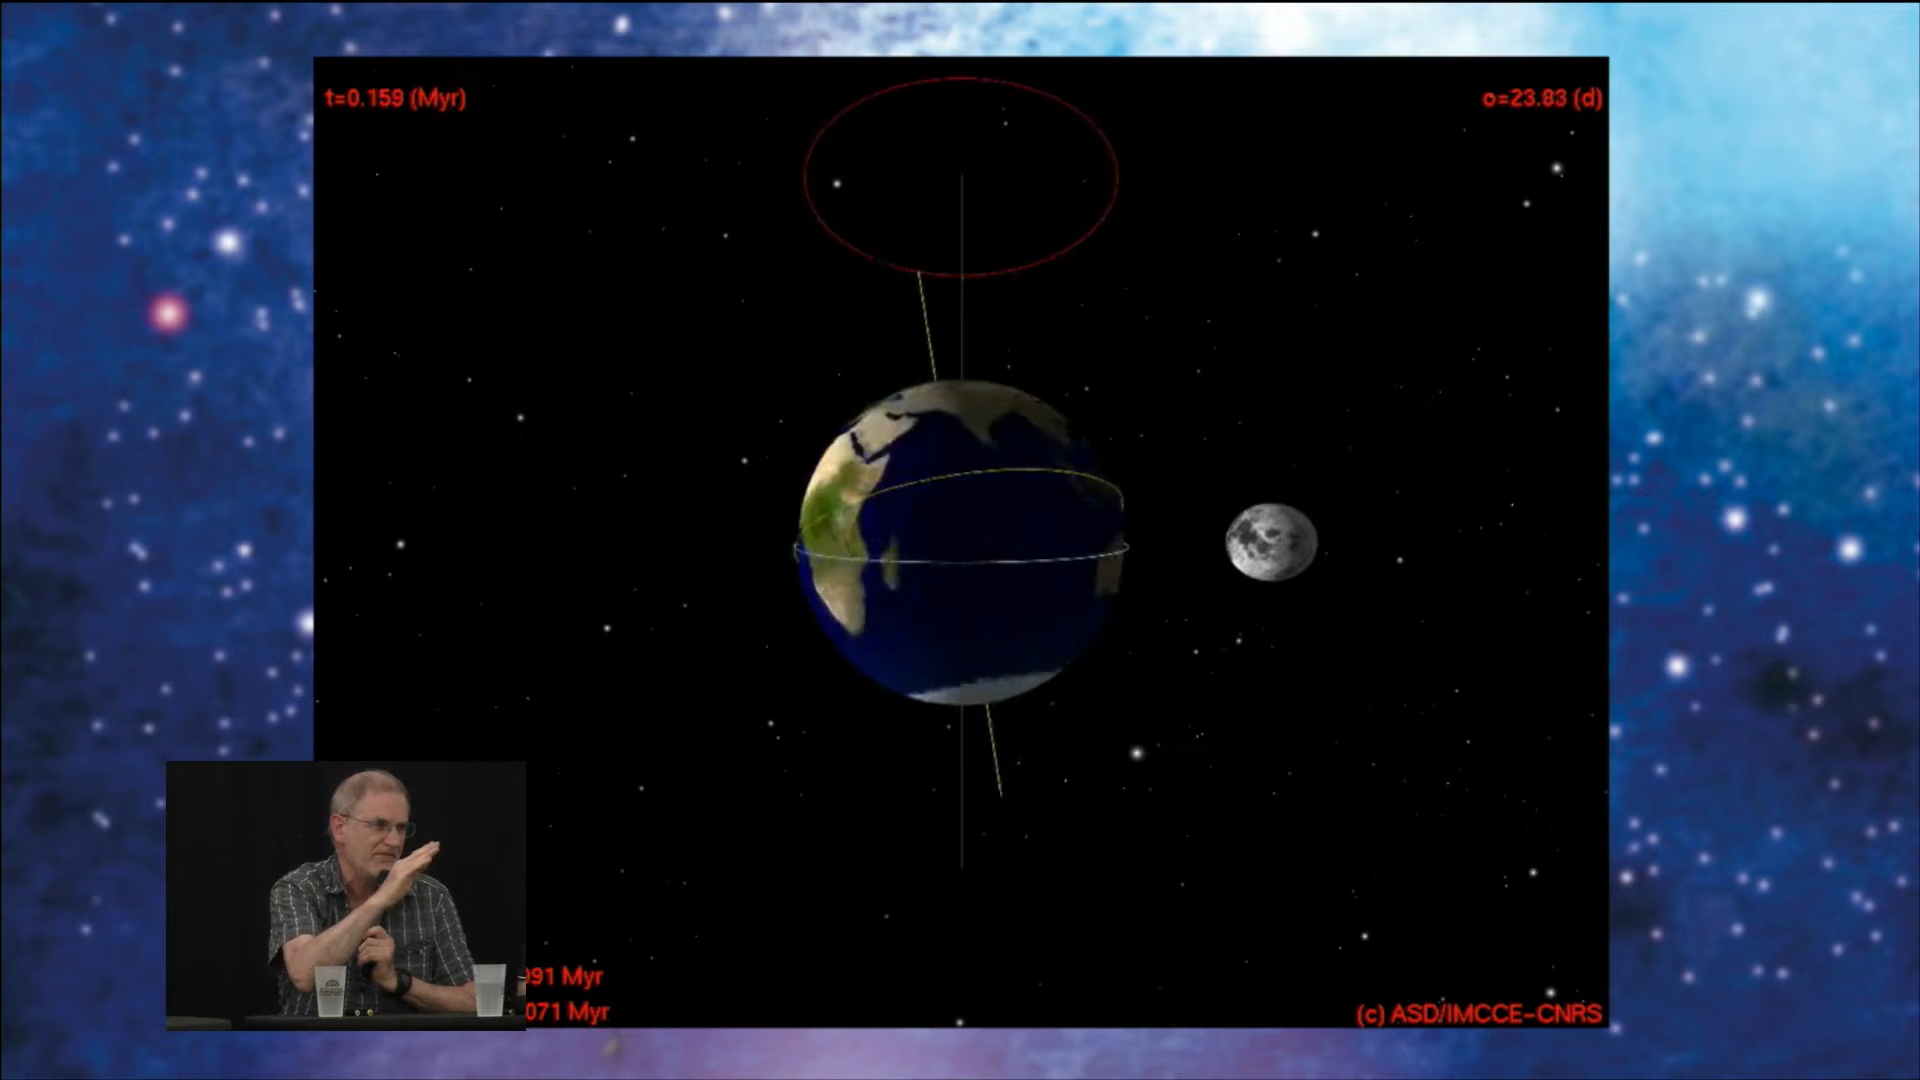 t=0.159 (Myr)
o=23.83 (d)
91 Myr
071 Myr
(c) ASD/IMCCE-CNRS